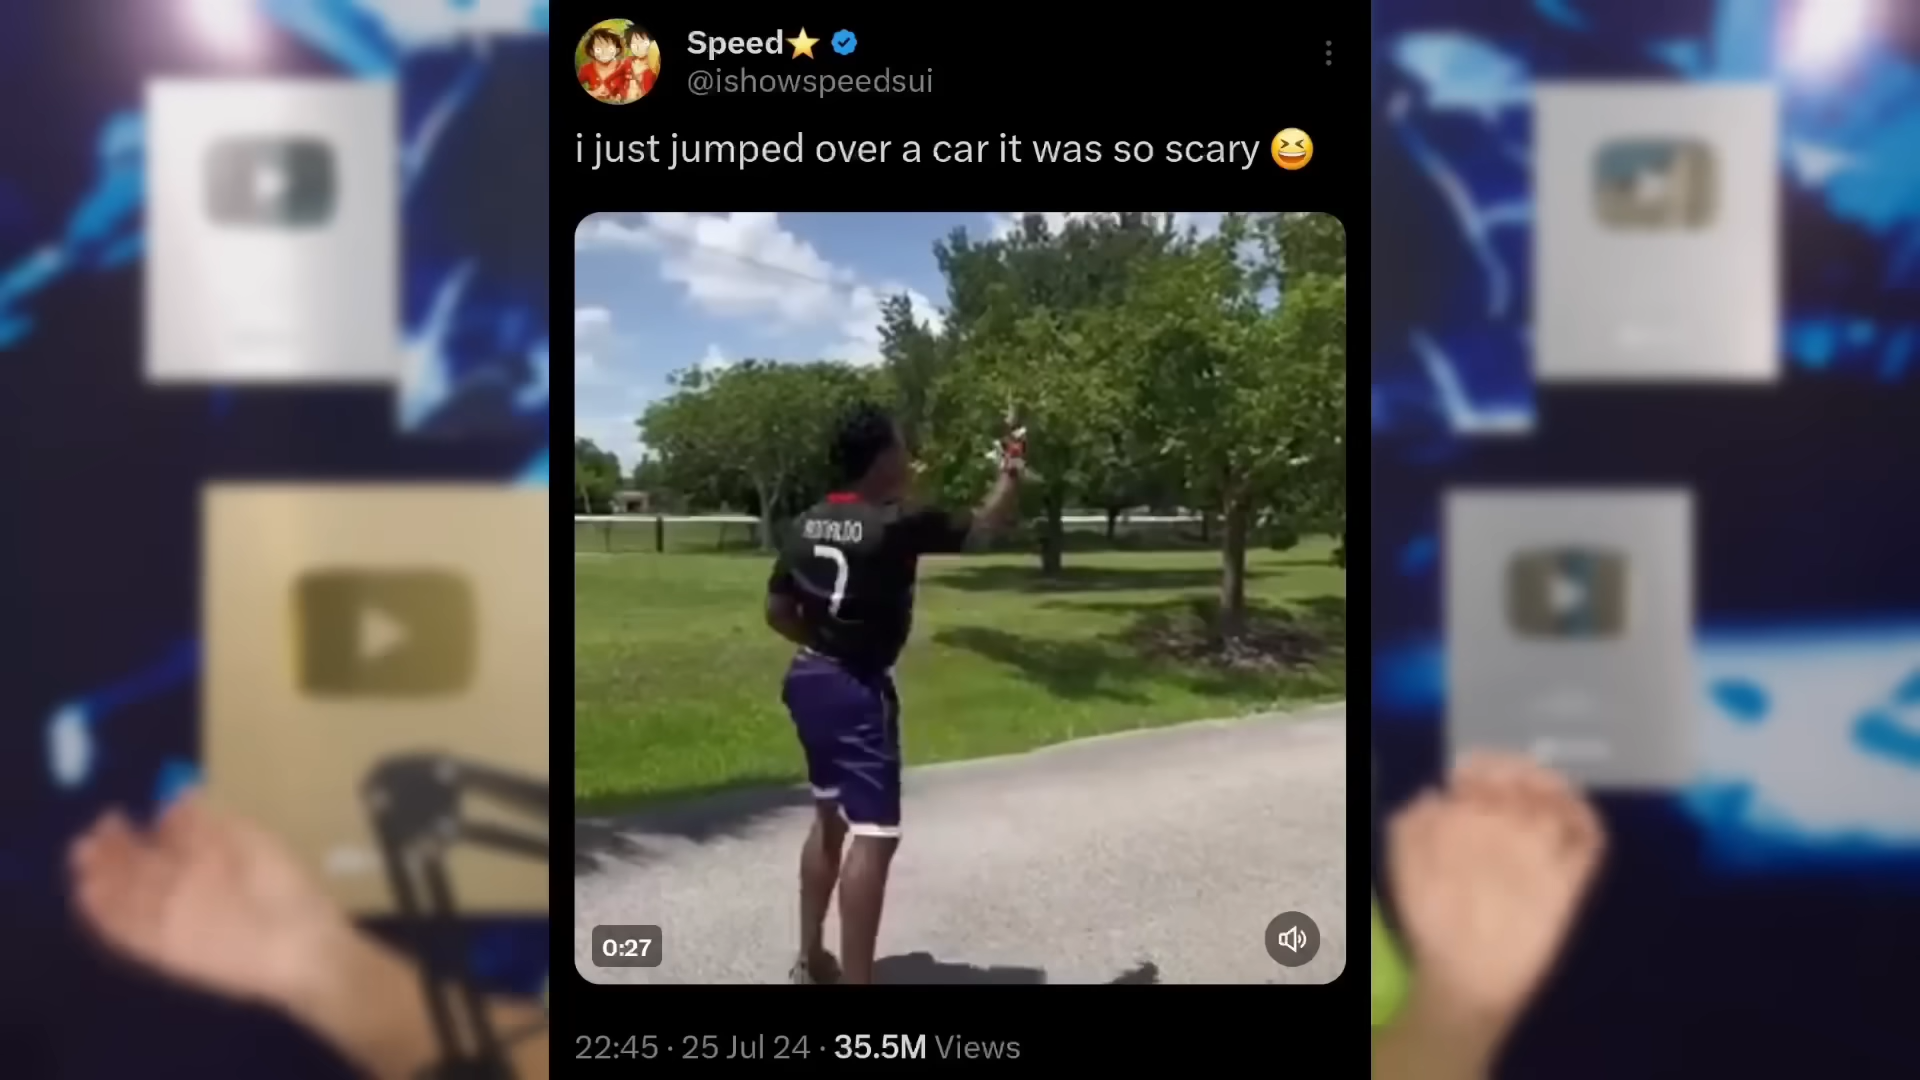 Speed⭐
@ishowspeedsui
i just jumped over a car it was so scary 😆
RONALDO
7
0:27
22:45 · 25 Jul 24 · 35.5M Views